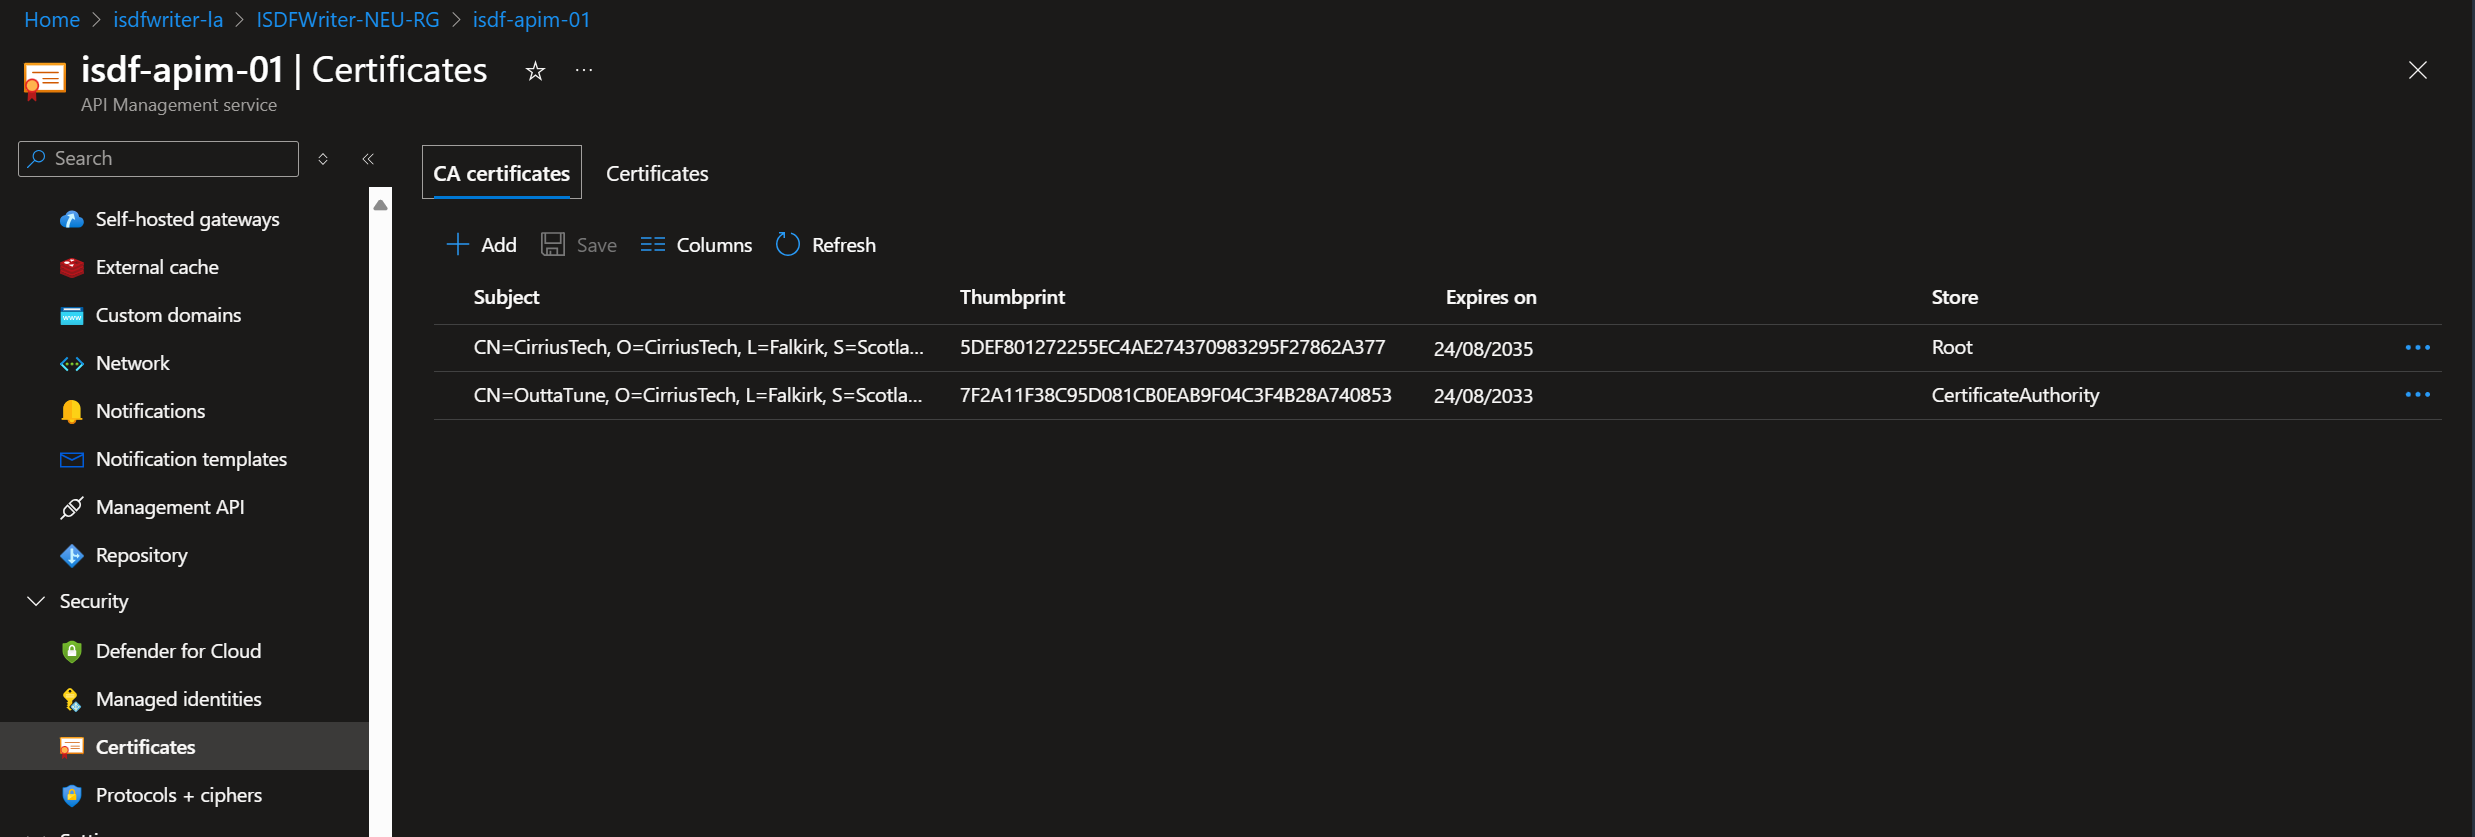 Home > isdfwriter-la > ISDFWriter-NEU-RG > isdf-apim-01
isdf-apim-01 | Certificates
API Management service
Search
Self-hosted gateways
External cache
Custom domains
Network
Notifications
Notification templates
Management API
Repository
Security
Defender for Cloud
Managed identities
Certificates
Protocols + ciphers
CA certificates Certificates
Add Save Columns Refresh
Subject Thumbprint Expires on Store
CN=CirriusTech, O=CirriusTech, L=Falkirk, S=Scotla... 5DEF801272255EC4AE274370983295F27862A377 24/08/2035 Root
CN=OuttaTune, O=CirriusTech, L=Falkirk, S=Scotla... 7F2A11F38C95D081CB0EAB9F04C3F4B28A740853 24/08/2033 CertificateAuthority